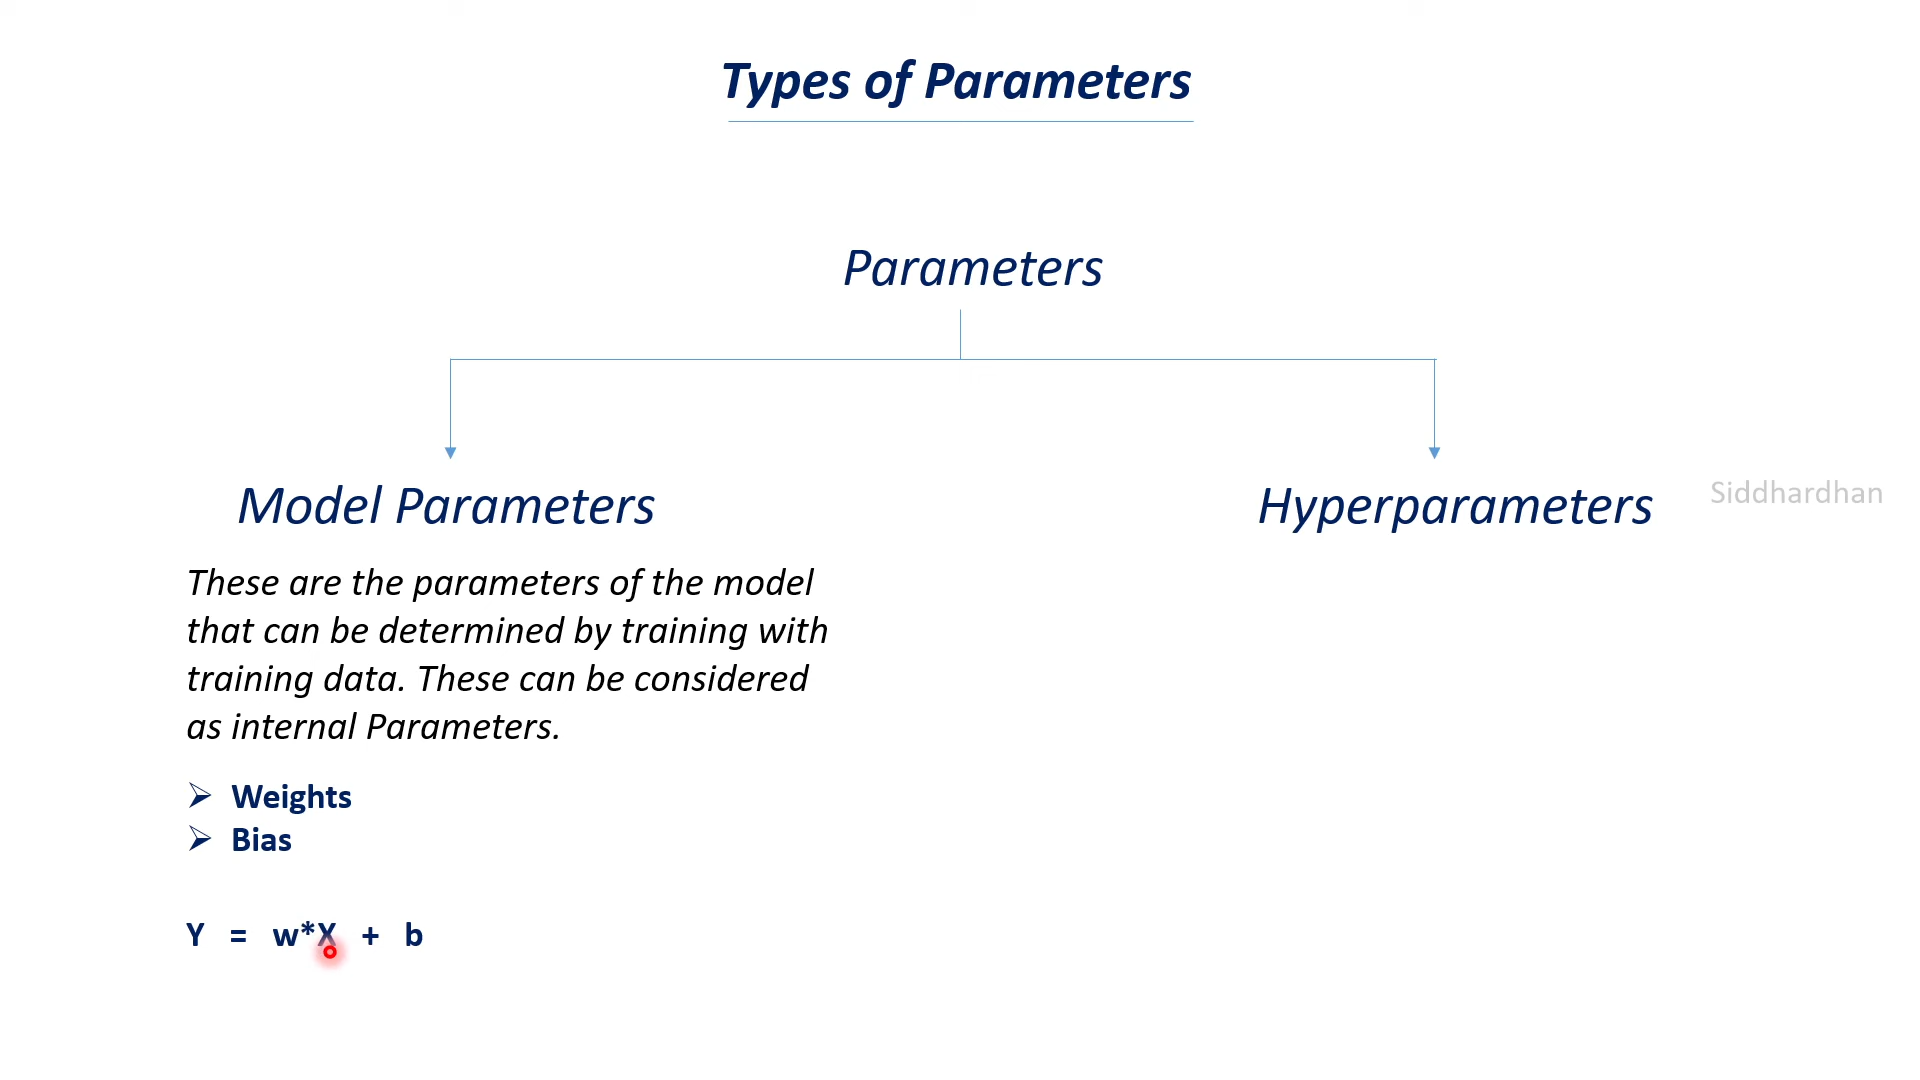 Types of Parameters
Parameters
Model Parameters
Hyperparameters
Siddhardhan
These are the parameters of the model
that can be determined by training with
training data. These can be considered
as internal Parameters.
➢ Weights
➢ Bias
Y = w*X + b